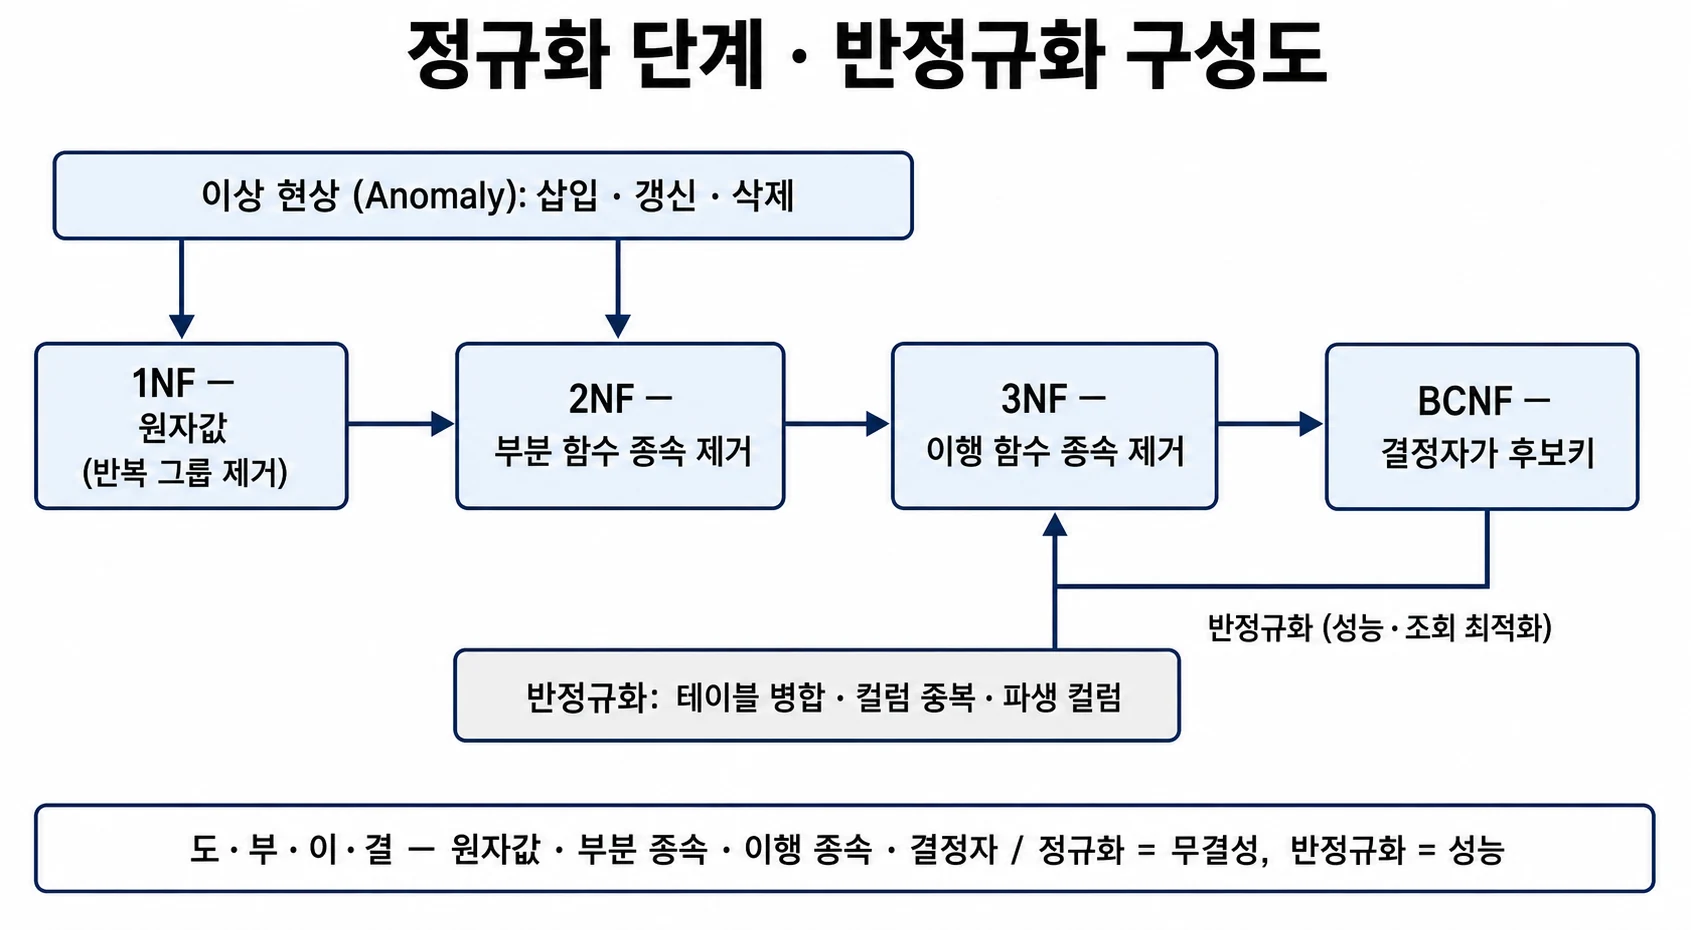 정규화 단계 · 반정규화 구성도
이상 현상 (Anomaly): 삽입 · 갱신 · 삭제
1NF –
원자값
(반복 그룹 제거)
2NF –
부분 함수 종속 제거
3NF –
이행 함수 종속 제거
BCNF –
결정자가 후보키
반정규화 (성능 · 조회 최적화)
반정규화: 테이블 병합 · 컬럼 중복 · 파생 컬럼
도 · 부 · 이 · 결 – 원자값 · 부분 종속 · 이행 종속 · 결정자 / 정규화 = 무결성, 반정규화 = 성능